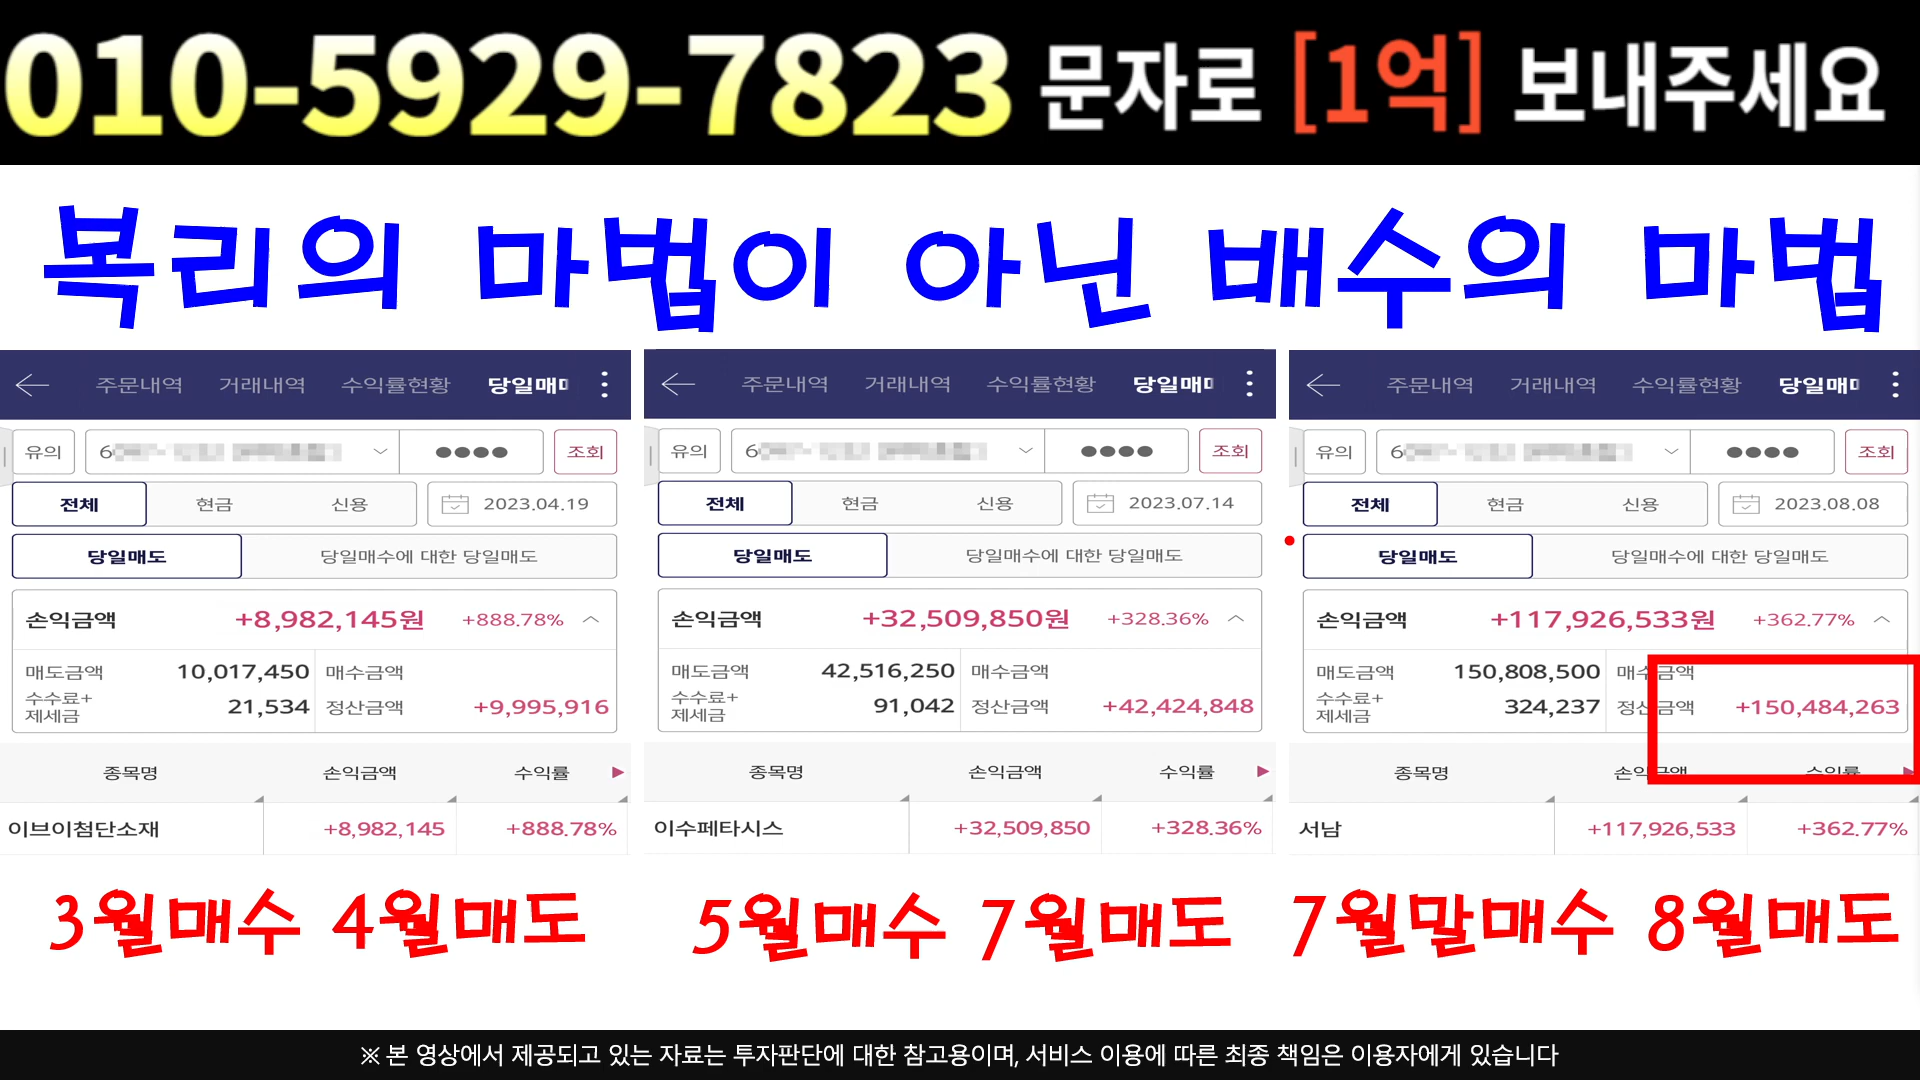 010-5929-7823 문자로 [1억] 보내주세요
복리의 마법이 아닌 배수의 마법
주문내역 거래내역 수익률현황 당일매
유의 6 ●●●● 조회
전체 현금 신용 2023.04.19
당일매도 당일매수에 대한 당일매도
손익금액 +8,982,145원 +888.78%
매도금액 10,017,450 매수금액
수수료+
제세금 21,534 정산금액 +9,995,916
종목명 손익금액 수익률
이브이첨단소재 +8,982,145 +888.78%
3월매수 4월매도
주문내역 거래내역 수익률현황 당일매
유의 6 ●●●● 조회
전체 현금 신용 2023.07.14
당일매도 당일매수에 대한 당일매도
손익금액 +32,509,850원 +328.36%
매도금액 42,516,250 매수금액
수수료+
제세금 91,042 정산금액 +42,424,848
종목명 손익금액 수익률
이수페타시스 +32,509,850 +328.36%
5월매수 7월매도
주문내역 거래내역 수익률현황 당일매
유의 6 ●●●● 조회
전체 현금 신용 2023.08.08
당일매도 당일매수에 대한 당일매도
손익금액 +117,926,533원 +362.77%
매도금액 150,808,500 매수금액
수수료+
제세금 324,237 정산금액 +150,484,263
종목명 손익금액 수익률
서남 +117,926,533 +362.77%
7월말매수 8월매도
※ 본 영상에서 제공되고 있는 자료는 투자판단에 대한 참고용이며, 서비스 이용에 따른 최종 책임은 이용자에게 있습니다